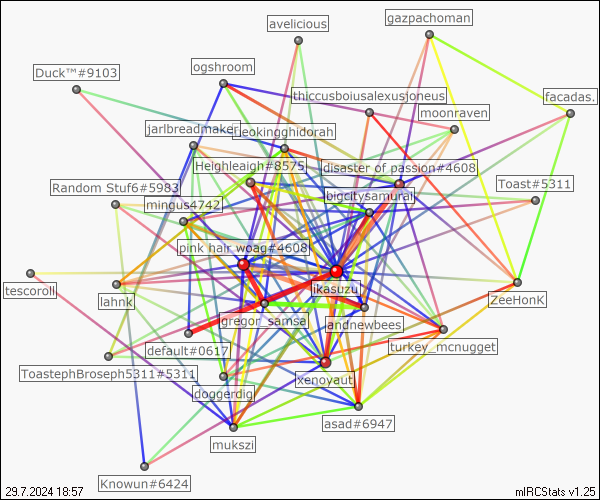 gazpachoman
avelicious
ogshroom
Duck™#9103
thiccusboiusalexusjoneus
facadas.
moonraven
jarlbreadmaker
eekingghidorah
Heighleaigh#8575
disaster of passion#4608
Toast#5311
Random Stuf6#5983
bigcitysamurai
mingus4742
pink hair woag#4608
tescoroll
likasuzu
ZeeHonK
lahnk
gregor_samsa
andnewbees
default#0617
turkey_mcnugget
ToastephBroseph5311#5311
xenoyaut
doggerdig
asad#6947
mukszi
Knowun#6424
29.7.2024 18:57
mIRCStats v1.25